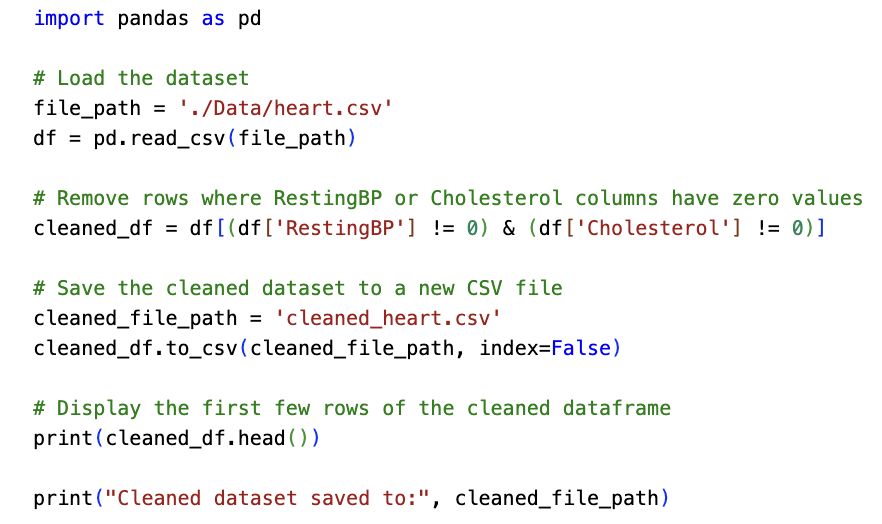 import pandas as pd
# Load the dataset
file_path = './Data/heart.csv'
df = pd.read_csv(file_path)
# Remove rows where RestingBP or Cholesterol columns have zero values
cleaned_df = df[(df['RestingBP'] != 0) & (df['Cholesterol'] != 0)]
# Save the cleaned dataset to a new CSV file
cleaned_file_path = 'cleaned_heart.csv'
cleaned_df.to_csv(cleaned_file_path, index=False)
# Display the first few rows of the cleaned dataframe
print(cleaned_df.head())
print("Cleaned dataset saved to:", cleaned_file_path)